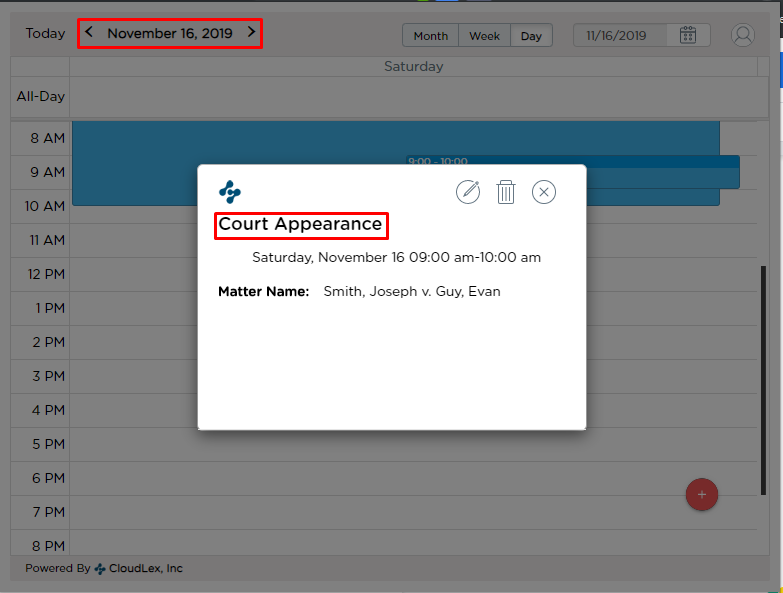 Today
November 16, 2019
Month Week Day
11/16/2019
Saturday
All-Day
8 AM
9 AM
9:00 - 10:00
10 AM
Court Appearance
11 AM
Saturday, November 16 09:00 am-10:00 am
12 PM
Matter Name: Smith, Joseph v. Guy, Evan
1 PM
2 PM
3 PM
4 PM
5 PM
6 PM
+
7 PM
8 PM
Powered By CloudLex, Inc